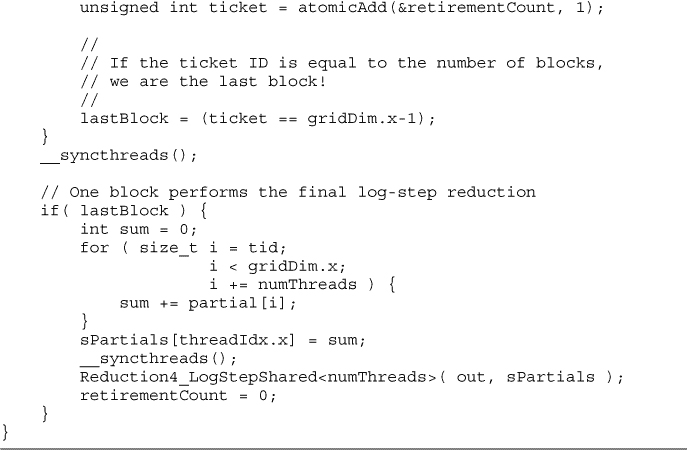 unsigned int ticket = atomicAdd(&retirementCount, 1);
//
// If the ticket ID is equal to the number of blocks,
// we are the last block!
//
lastBlock = (ticket == gridDim.x-1);
}
__syncthreads();
// One block performs the final log-step reduction
if( lastBlock ) {
int sum = 0;
for ( size_t i = tid;
i < gridDim.x;
i += numThreads ) {
sum += partial[i];
}
sPartials[threadIdx.x] = sum;
__syncthreads();
Reduction4_LogStepShared<numThreads>( out, sPartials );
retirementCount = 0;
}
}